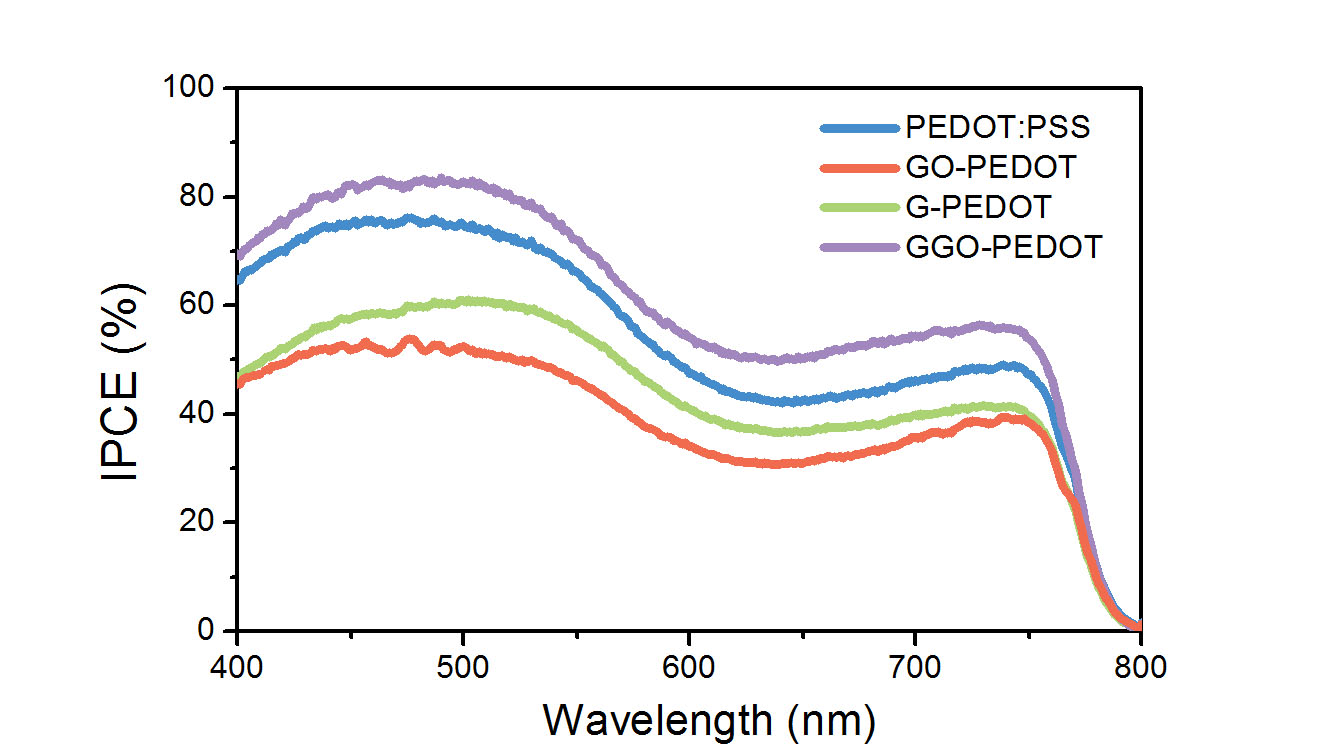 100
80
60
40
20
0
IPCE (%)
PEDOT:PSS
GO-PEDOT
G-PEDOT
GGO-PEDOT
400 500 600 700 800
Wavelength (nm)